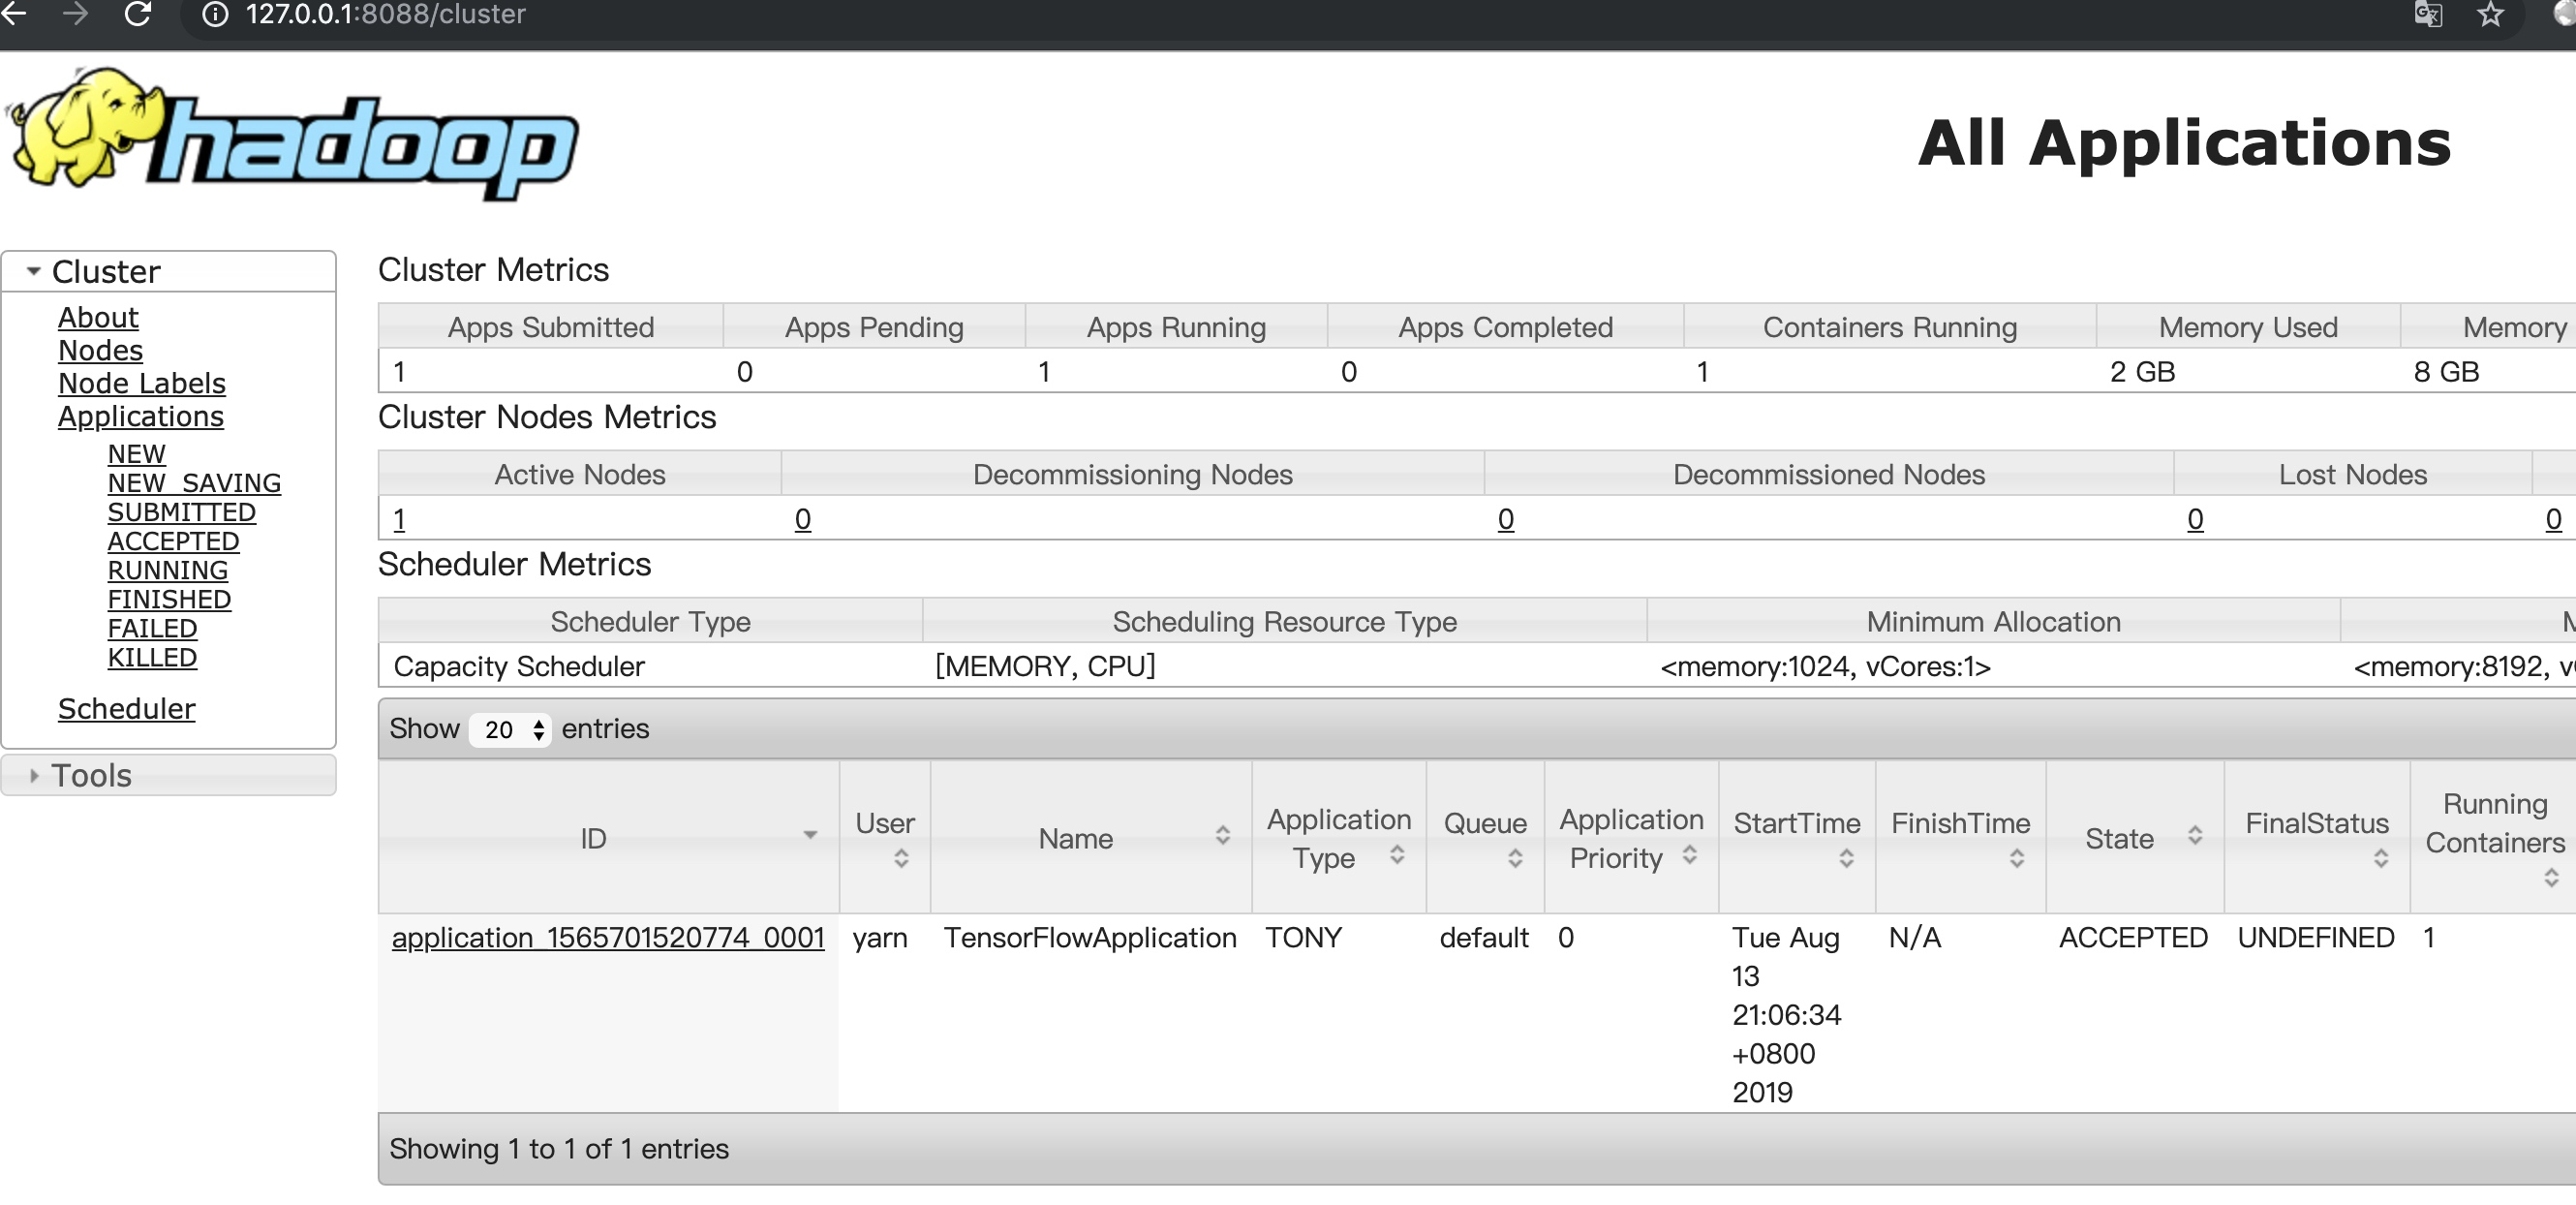 127.0.0.1:8088/cluster
hadoop
All Applications
Cluster
About
Nodes
Node Labels
Applications
NEW
NEW_SAVING
SUBMITTED
ACCEPTED
RUNNING
FINISHED
FAILED
KILLED
Scheduler
Tools
Cluster Metrics
Apps Submitted Apps Pending Apps Running Apps Completed Containers Running Memory Used Memory
1 0 1 0 1 2 GB 8 GB
Cluster Nodes Metrics
Active Nodes Decommissioning Nodes Decommissioned Nodes Lost Nodes
1 0 0 0 0
Scheduler Metrics
Scheduler Type Scheduling Resource Type Minimum Allocation
Capacity Scheduler [MEMORY, CPU] <memory:1024, vCores:1> <memory:8192,
Show 20 entries
ID User Name Application Type Queue Application Priority StartTime FinishTime State FinalStatus Running Containers
application_1565701520774_0001 yarn TensorFlowApplication TONY default 0 Tue Aug N/A ACCEPTED UNDEFINED 1
13
21:06:34
+0800
2019
Showing 1 to 1 of 1 entries